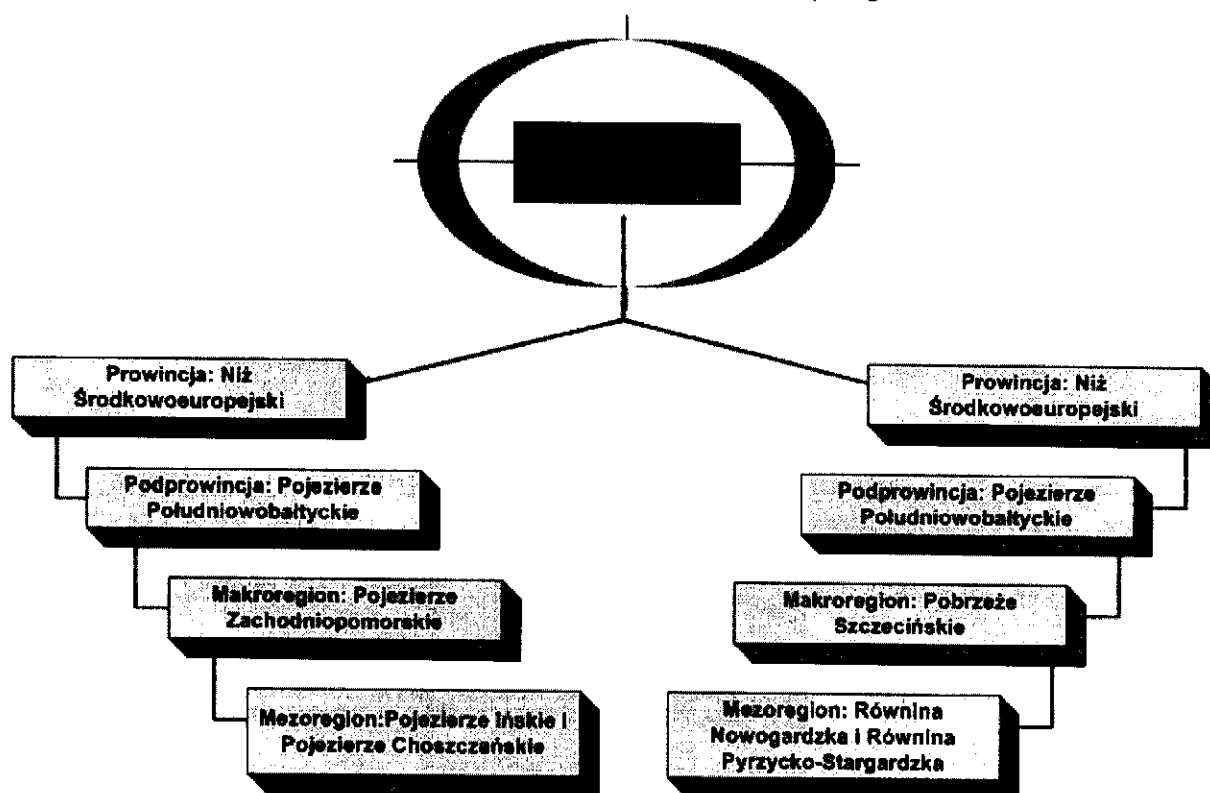 Prowincja: Niż
Środkowoeuropejski
Podprowincja: Pojezierze
Południowobałtyckie
Makroregion: Pojezierze
Zachodniopomorskie
Mezoregion:Pojezierze Ińskie i
Pojezierze Choszczeńskie
Prowincja: Niż
Środkowoeuropejski
Podprowincja: Pojezierze
Południowobałtyckie
Makroregion: Pobrzeże
Szczecińskie
Mezoregion: Równina
Nowogardzka i Równina
Pyrzycko-Stargardzka